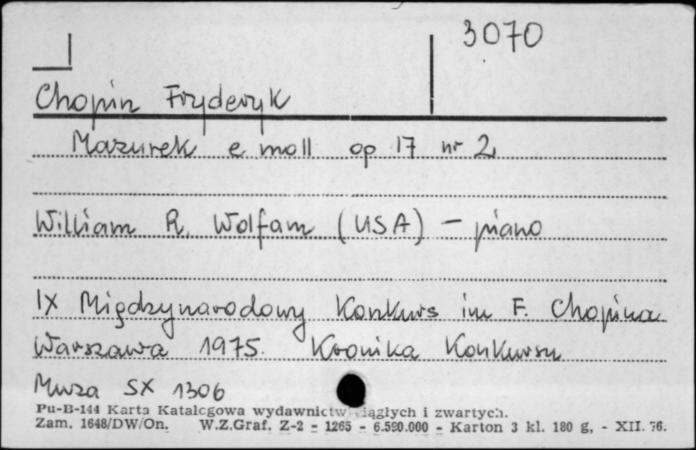 3070
Chopin Fryderyk
Mazurek e moll op 17 nr 2
William R. Wolfam (USA) – piano
IX Międzynarodowy Konkurs im F. Chopina
Warszawa 1975. Kronika Konkursu
Muza SX 1306
Pu-B-144 Karta Katalogowa wydawnictw ciągłych i zwartych.
Zam. 1648/DW/On. W.Z.Graf. Z-2 - 1265 - 6.590.000 - Karton 3 kl. 180 g, - XII. 76.